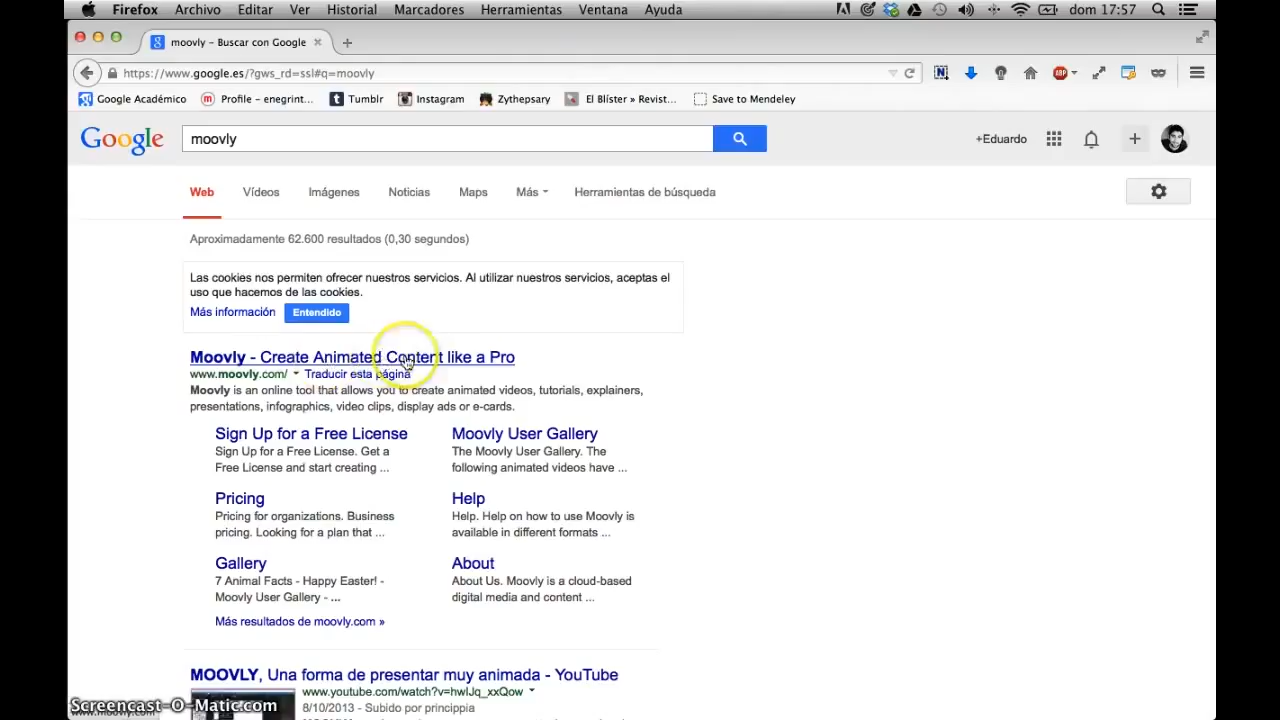 Firefox Archivo Editar Ver Historial Marcadores Herramientas Ventana Ayuda dom 17:57
moovly - Buscar con Google
https://www.google.es/?gws_rd=ssl#q=moovly
Google Académico Profile - enegrint... Tumblr Instagram Zythepsary El Blíster » Revist... Save to Mendeley
Google moovly +Eduardo
Web Vídeos Imágenes Noticias Maps Más Herramientas de búsqueda
Aproximadamente 62.600 resultados (0,30 segundos)
Las cookies nos permiten ofrecer nuestros servicios. Al utilizar nuestros servicios, aceptas el
uso que hacemos de las cookies.
Más información Entendido
Moovly - Create Animated Content like a Pro
www.moovly.com/ Traducir esta página
Moovly is an online tool that allows you to create animated videos, tutorials, explainers,
presentations, infographics, video clips, display ads or e-cards.
Sign Up for a Free License
Sign Up for a Free License. Get a
Free License and start creating ...
Moovly User Gallery
The Moovly User Gallery. The
following animated videos have ...
Pricing
Pricing for organizations. Business
pricing. Looking for a plan that ...
Help
Help. Help on how to use Moovly is
available in different formats ...
Gallery
7 Animal Facts - Happy Easter! -
Moovly User Gallery - ...
About
About Us. Moovly is a cloud-based
digital media and content ...
Más resultados de moovly.com »
MOOVLY, Una forma de presentar muy animada - YouTube
www.youtube.com/watch?v=hwlJq_xxQow
8/10/2013 - Subido por princippia
Screencast-O-Matic.com